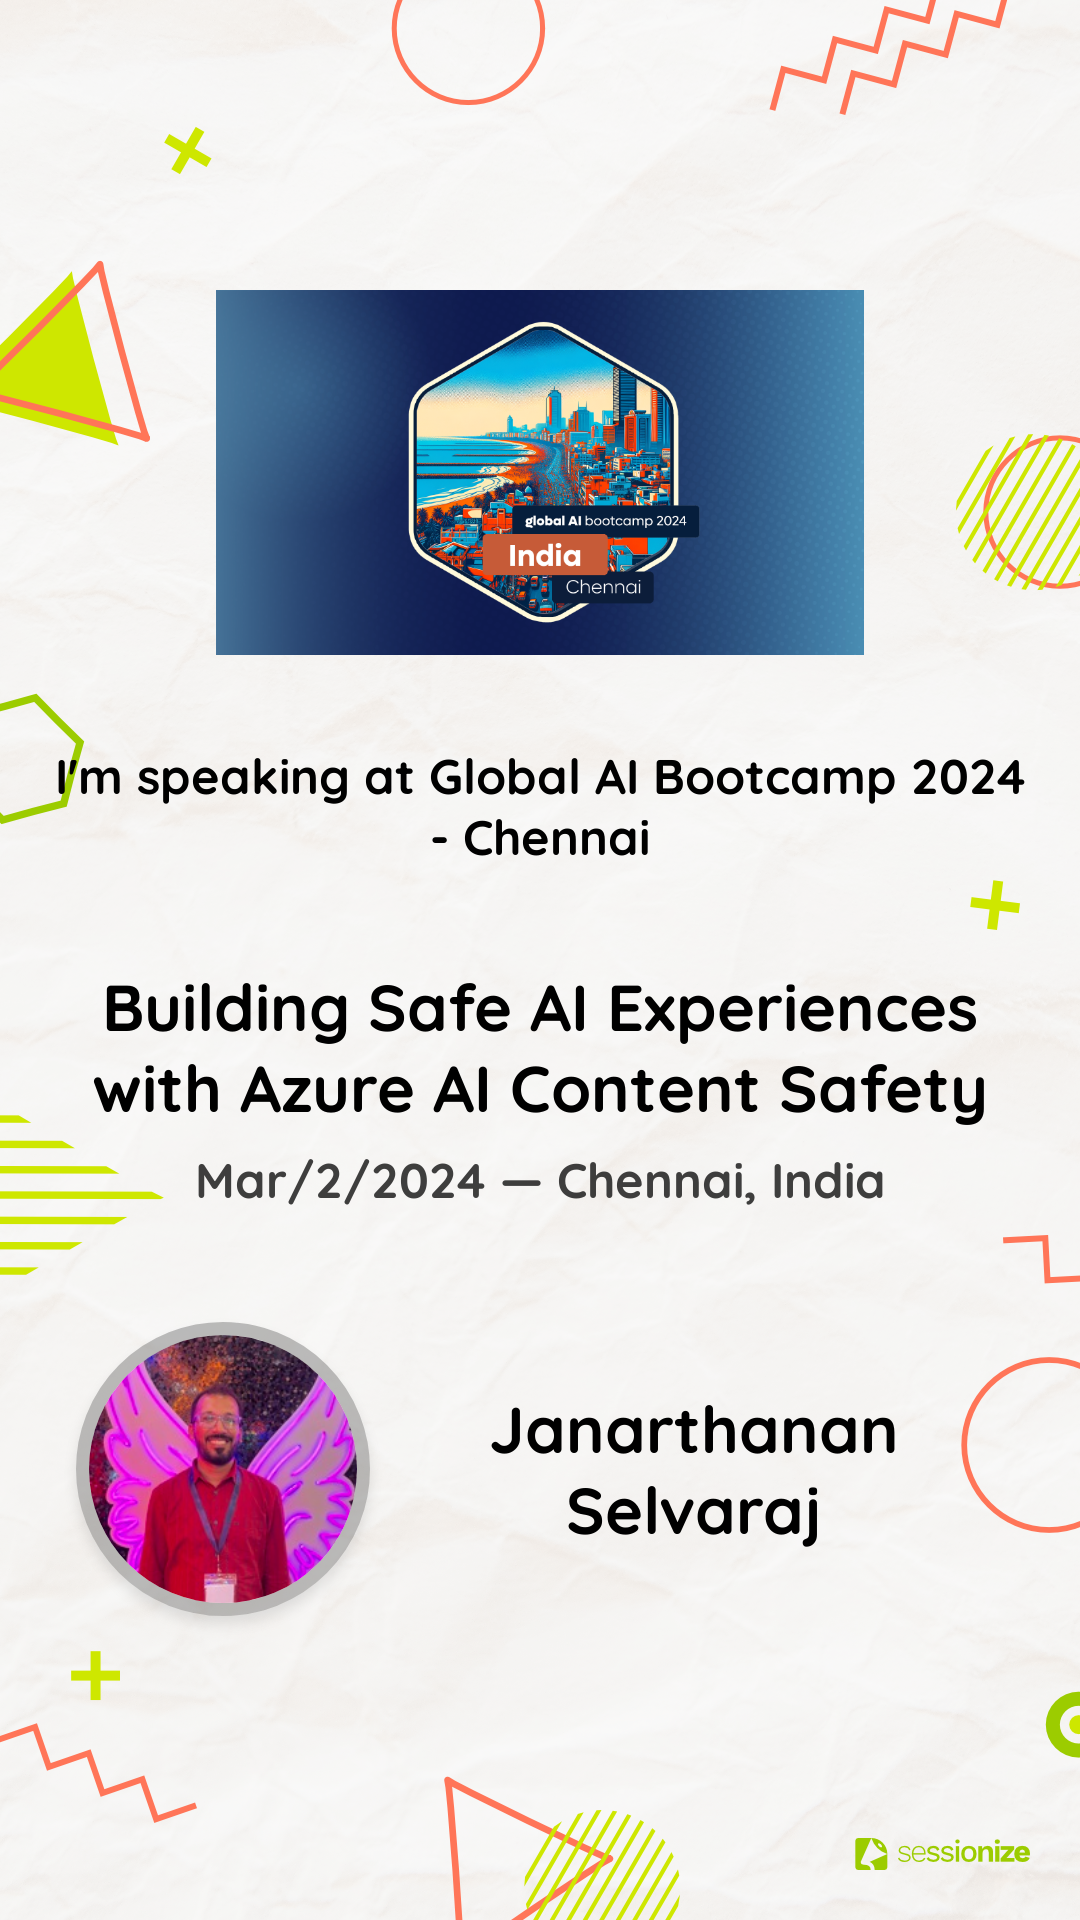 global AI bootcamp 2024
India
Chennai
I'm speaking at Global AI Bootcamp 2024
- Chennai
Building Safe AI Experiences
with Azure AI Content Safety
Mar/2/2024 — Chennai, India
Janarthanan
Selvaraj
sessionize